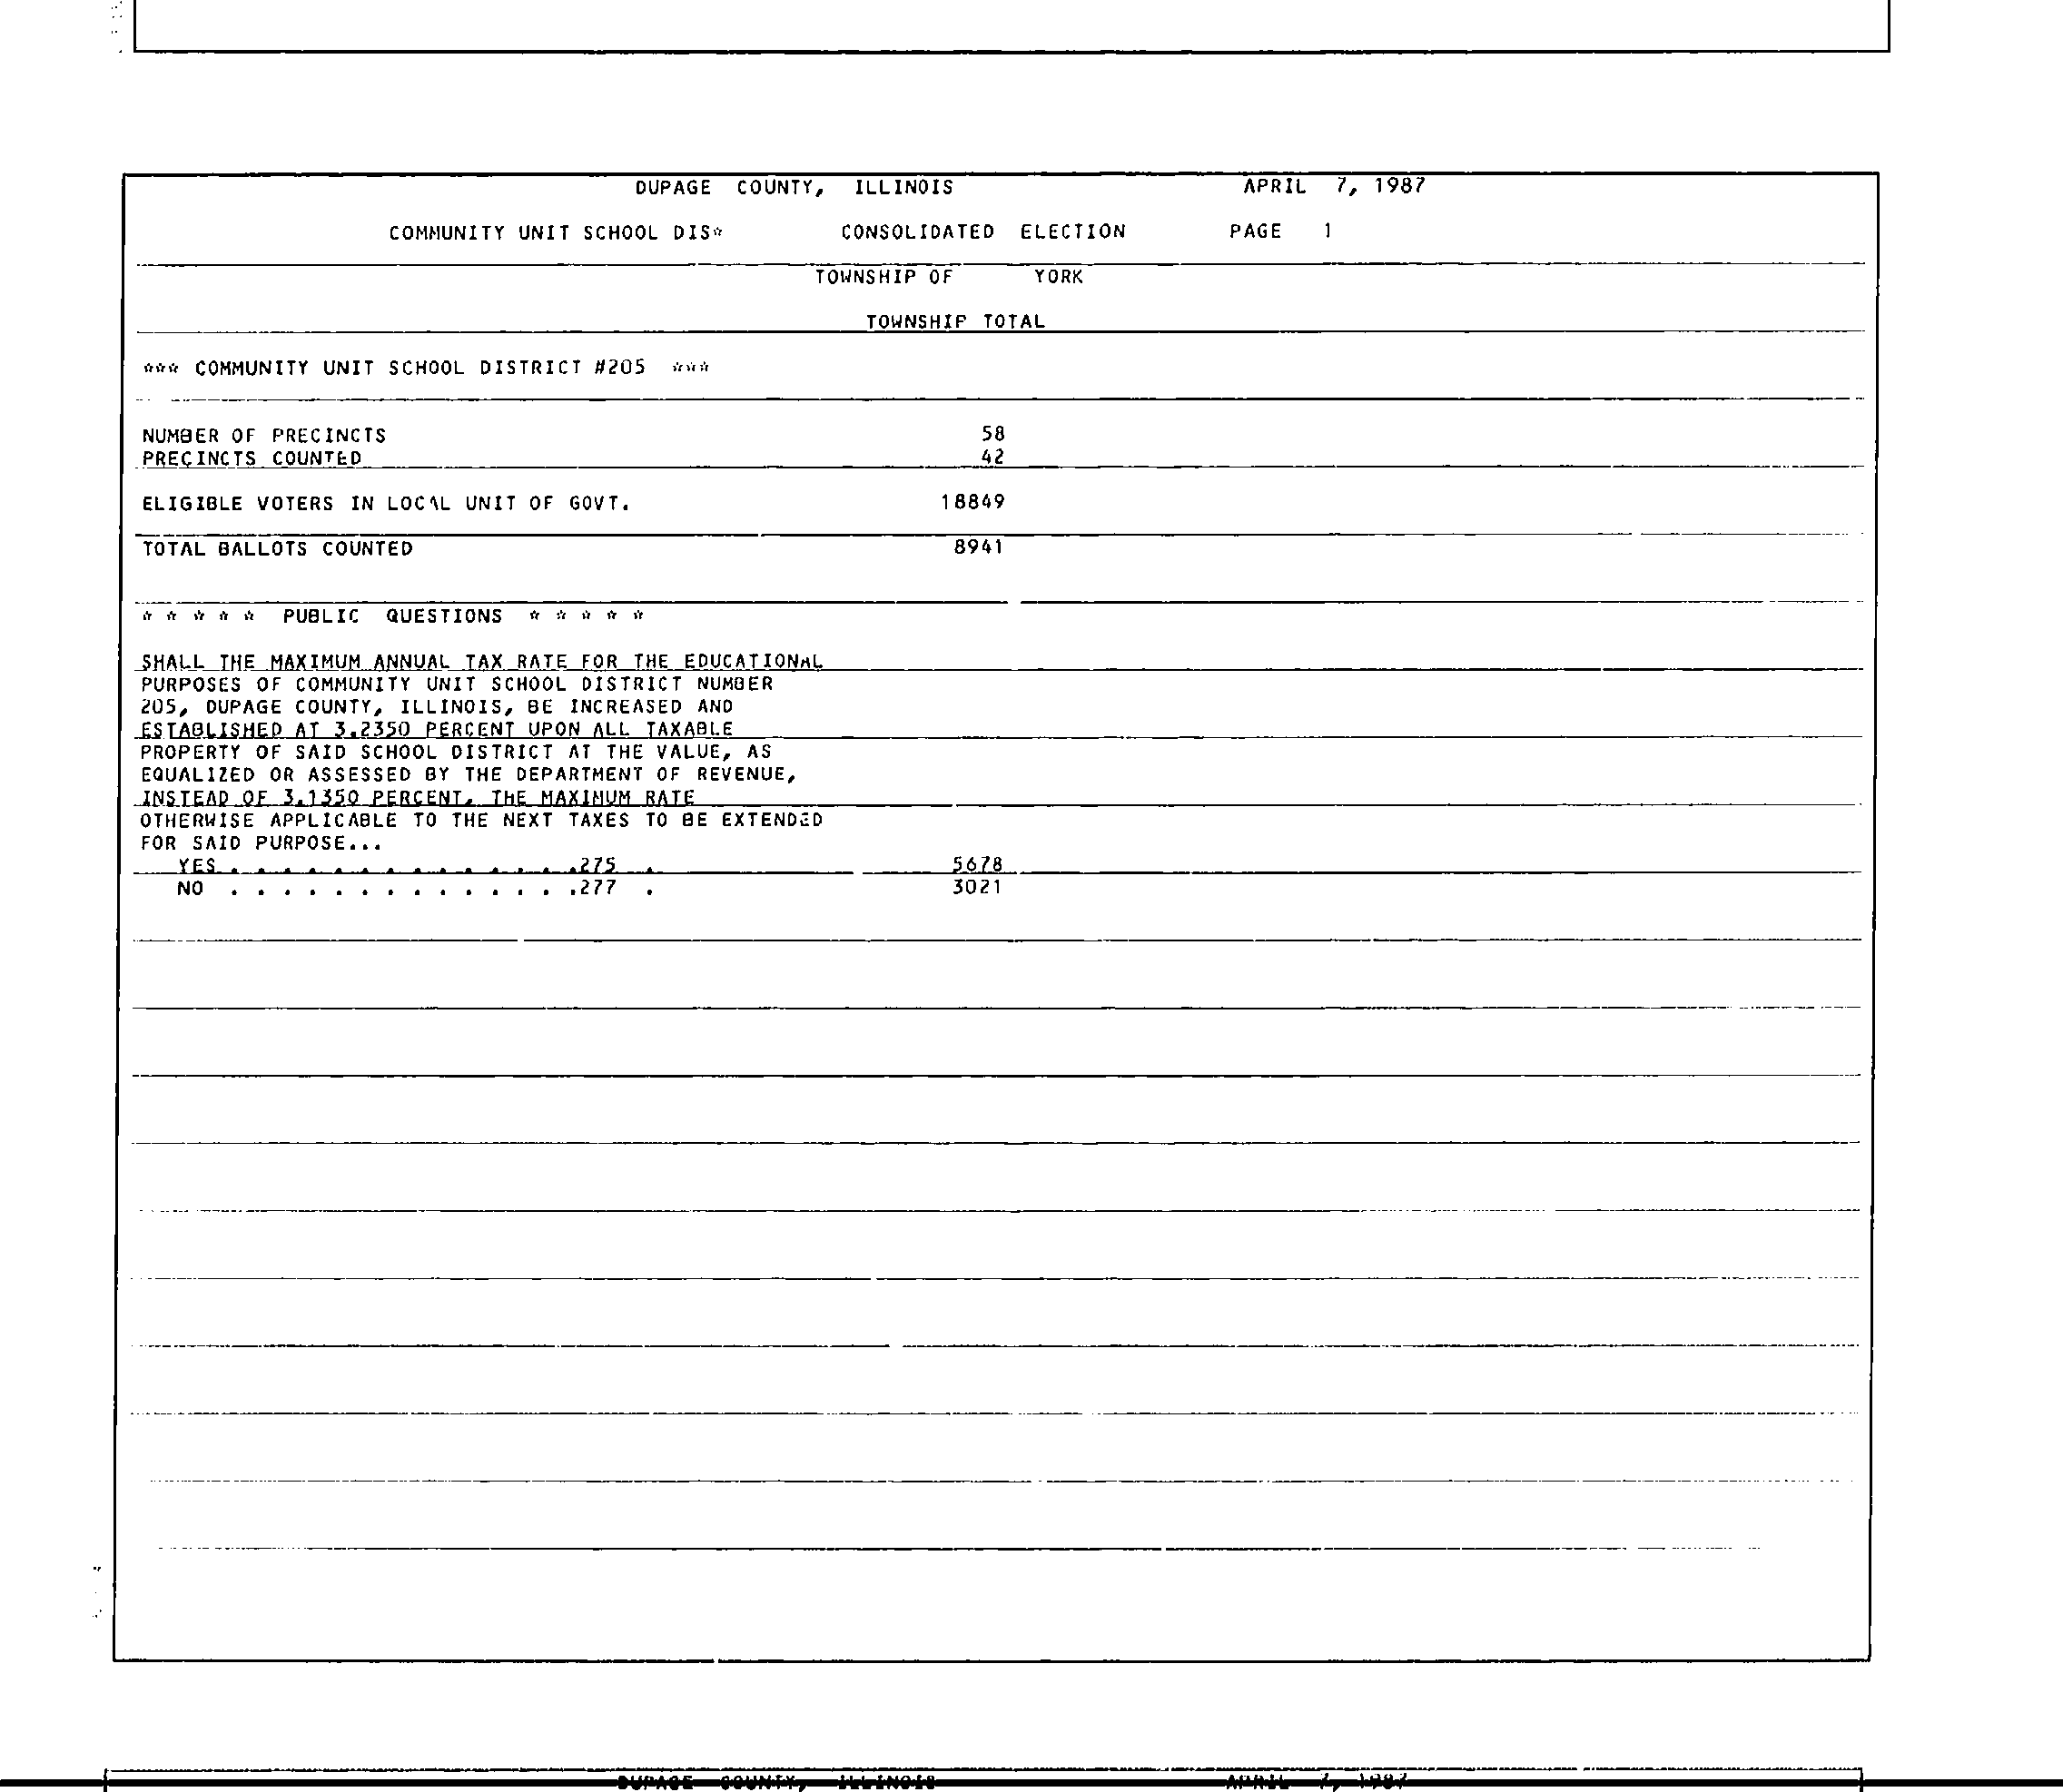 DUPAGE COUNTY, ILLINOIS APRIL 7, 1987
COMMUNITY UNIT SCHOOL DIS* CONSOLIDATED ELECTION PAGE 1
TOWNSHIP OF YORK
TOWNSHIP TOTAL
*** COMMUNITY UNIT SCHOOL DISTRICT #205 ***
NUMBER OF PRECINCTS 58
PRECINCTS COUNTED 42
ELIGIBLE VOTERS IN LOCAL UNIT OF GOVT. 18849
TOTAL BALLOTS COUNTED 8941
* * * * * PUBLIC QUESTIONS * * * * *
SHALL THE MAXIMUM ANNUAL TAX RATE FOR THE EDUCATIONAL
PURPOSES OF COMMUNITY UNIT SCHOOL DISTRICT NUMBER
205, DUPAGE COUNTY, ILLINOIS, BE INCREASED AND
ESTABLISHED AT 3.2350 PERCENT UPON ALL TAXABLE
PROPERTY OF SAID SCHOOL DISTRICT AT THE VALUE, AS
EQUALIZED OR ASSESSED BY THE DEPARTMENT OF REVENUE,
INSTEAD OF 3.1350 PERCENT, THE MAXIMUM RATE
OTHERWISE APPLICABLE TO THE NEXT TAXES TO BE EXTENDED
FOR SAID PURPOSE...
YES . . . . . . . . . . . . . .275 . 5678
NO . . . . . . . . . . . . . .277 . 3021
DUPAGE COUNTY, ILLINOIS APRIL 7, 1987